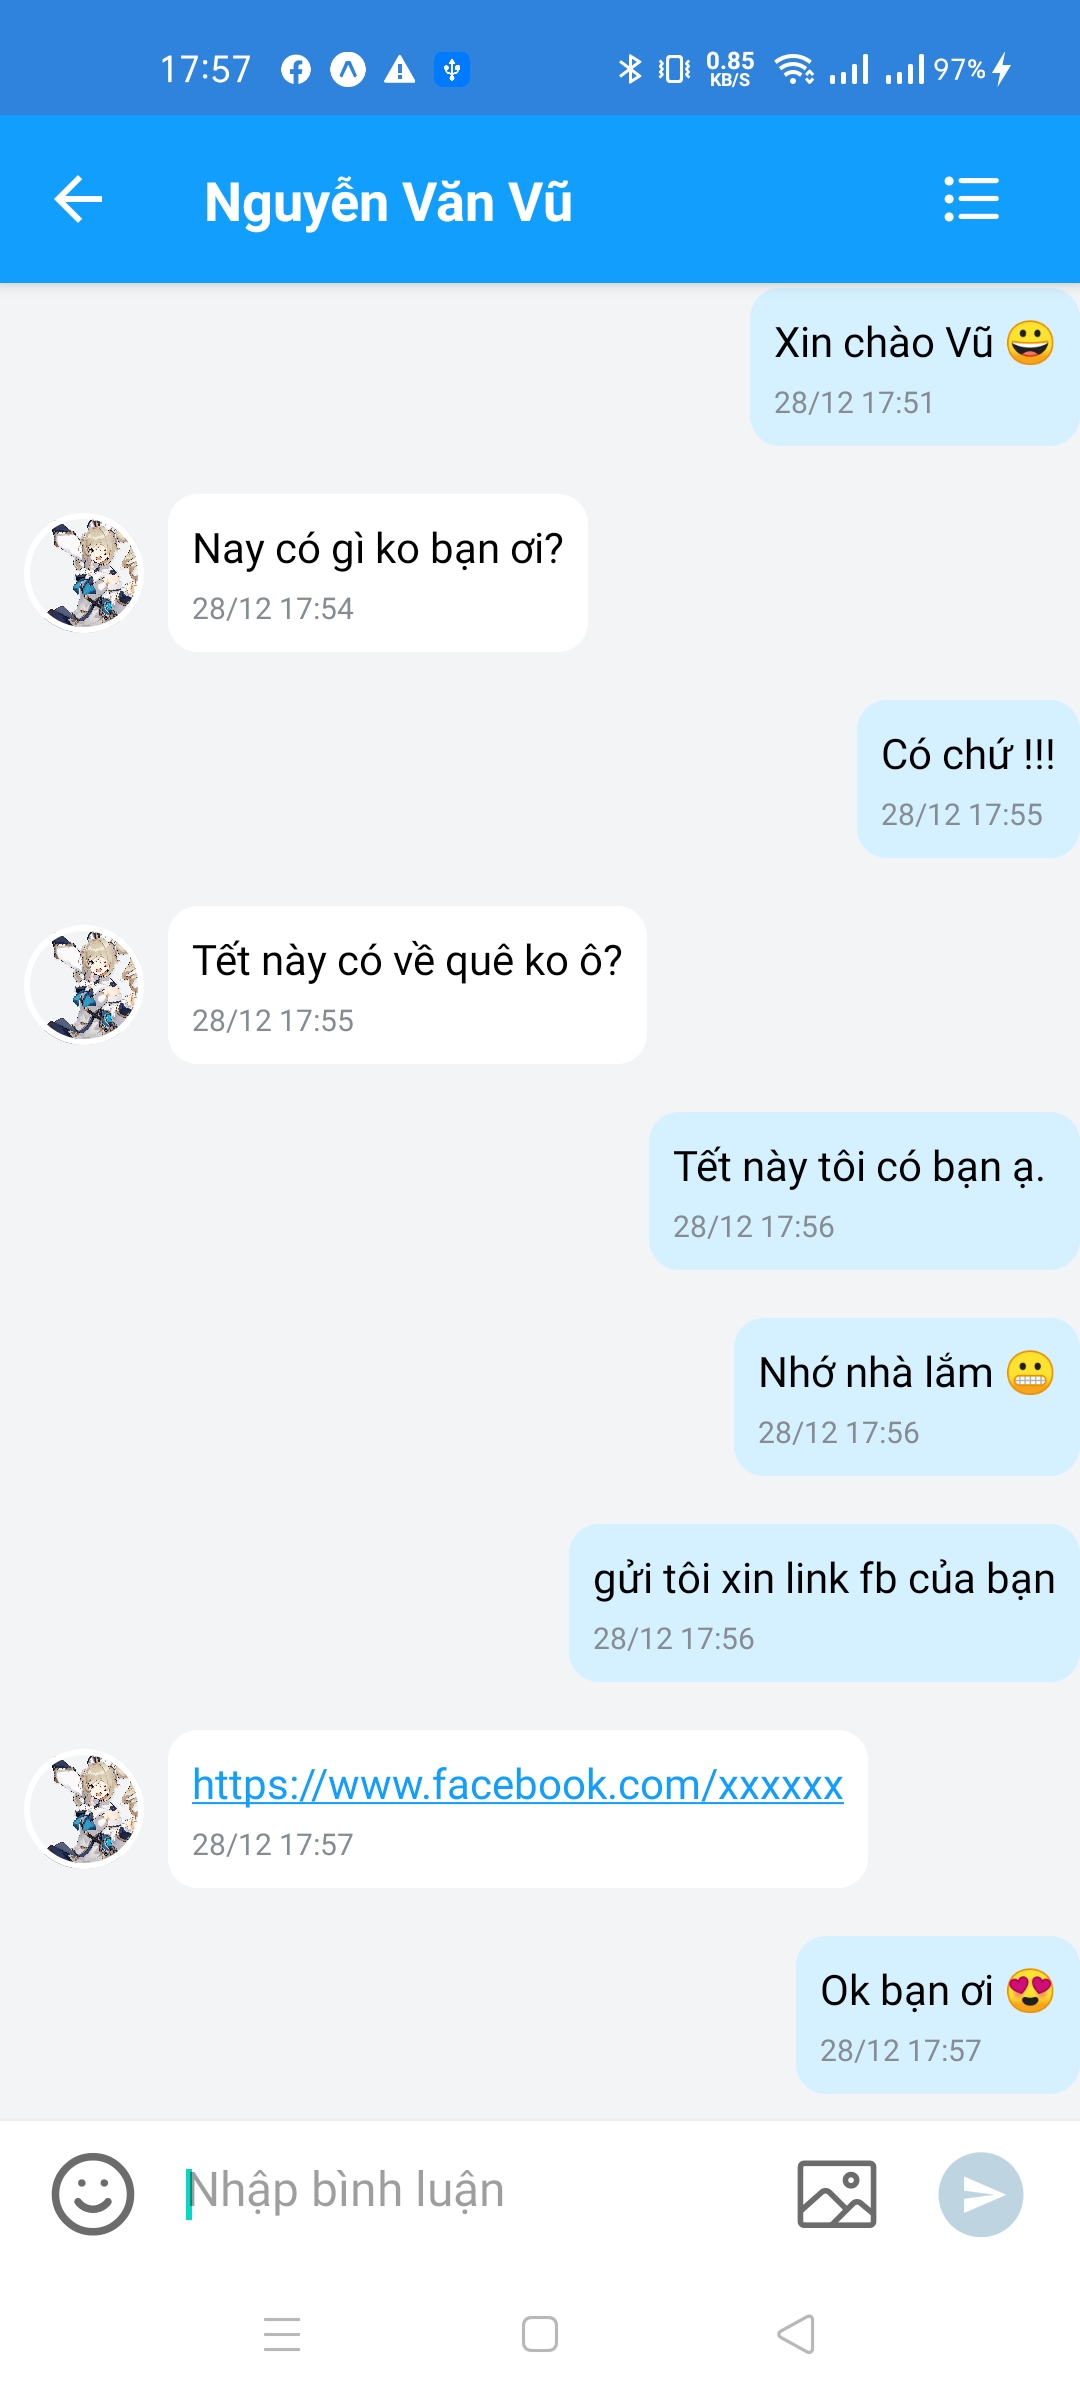 17:57
0.85
KB/S
97%
Nguyễn Văn Vũ
Xin chào Vũ 😀
28/12 17:51
Nay có gì ko bạn ơi?
28/12 17:54
Có chứ !!!
28/12 17:55
Tết này có về quê ko ô?
28/12 17:55
Tết này tôi có bạn ạ.
28/12 17:56
Nhớ nhà lắm 😬
28/12 17:56
gửi tôi xin link fb của bạn
28/12 17:56
https://www.facebook.com/xxxxxx
28/12 17:57
Ok bạn ơi 😍
28/12 17:57
Nhập bình luận